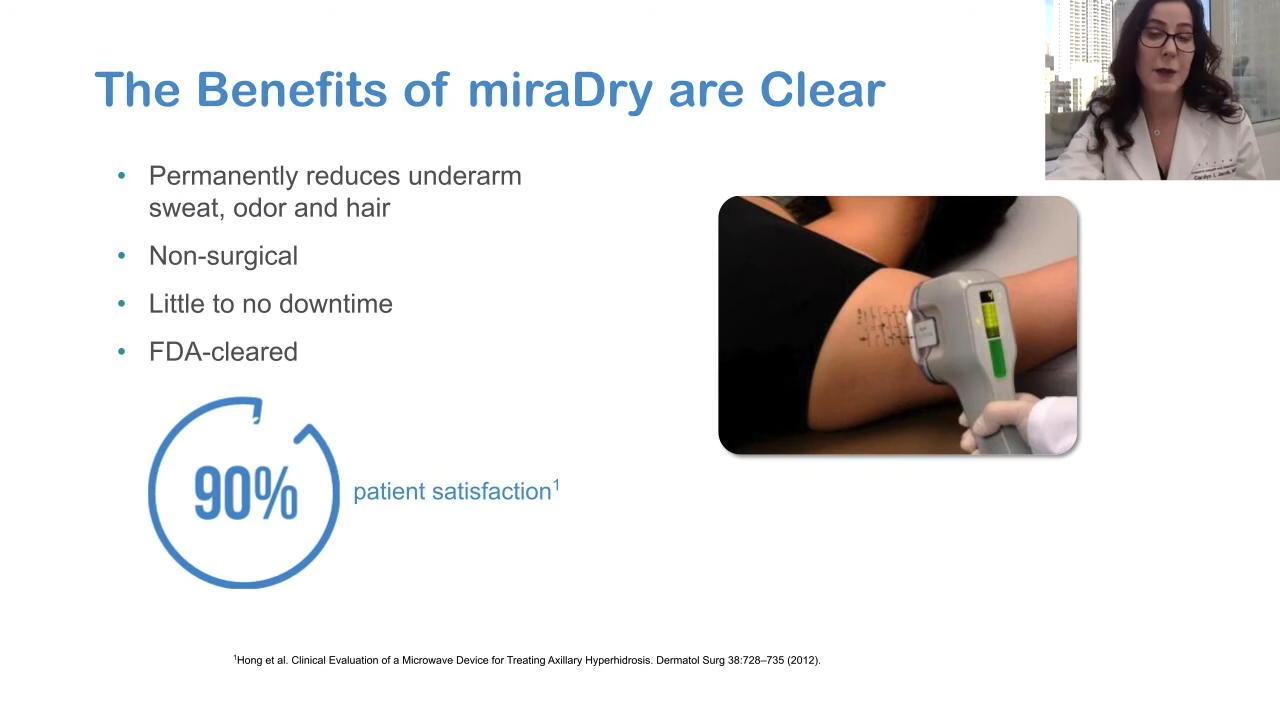 The Benefits of miraDry are Clear
• Permanently reduces underarm
sweat, odor and hair
• Non-surgical
• Little to no downtime
• FDA-cleared
90%
patient satisfaction¹
¹Hong et al. Clinical Evaluation of a Microwave Device for Treating Axillary Hyperhidrosis. Dermatol Surg 38:728–735 (2012).